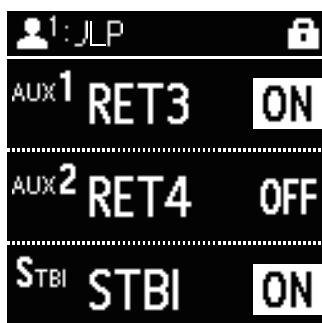 1: JLP
AUX1 RET3 ON
AUX2 RET4 OFF
STBI STBI ON